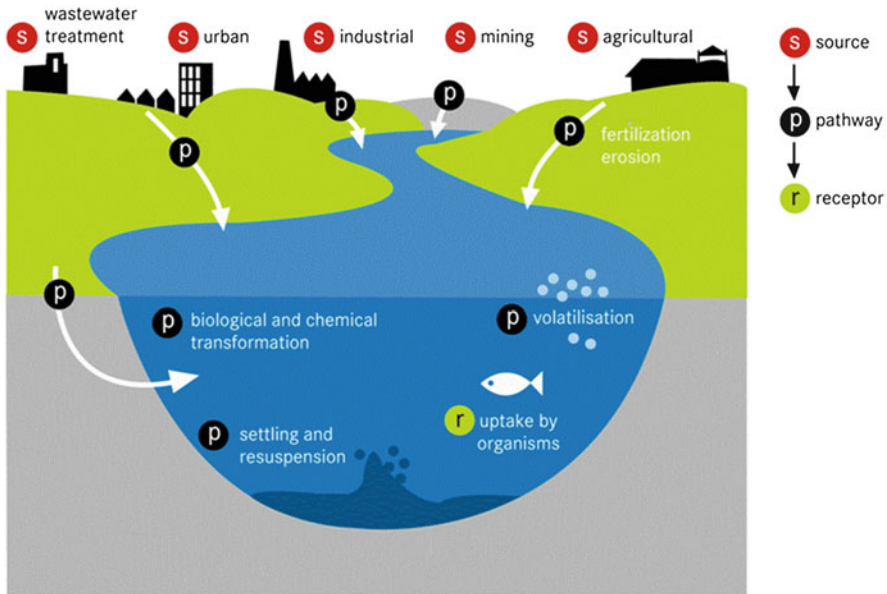 s wastewater
treatment
s urban
s industrial
s mining
s agricultural
s source
p pathway
r receptor
p
p
p
p fertilization
erosion
p
p biological and chemical
transformation
p volatilisation
p settling and
resuspension
r uptake by
organisms